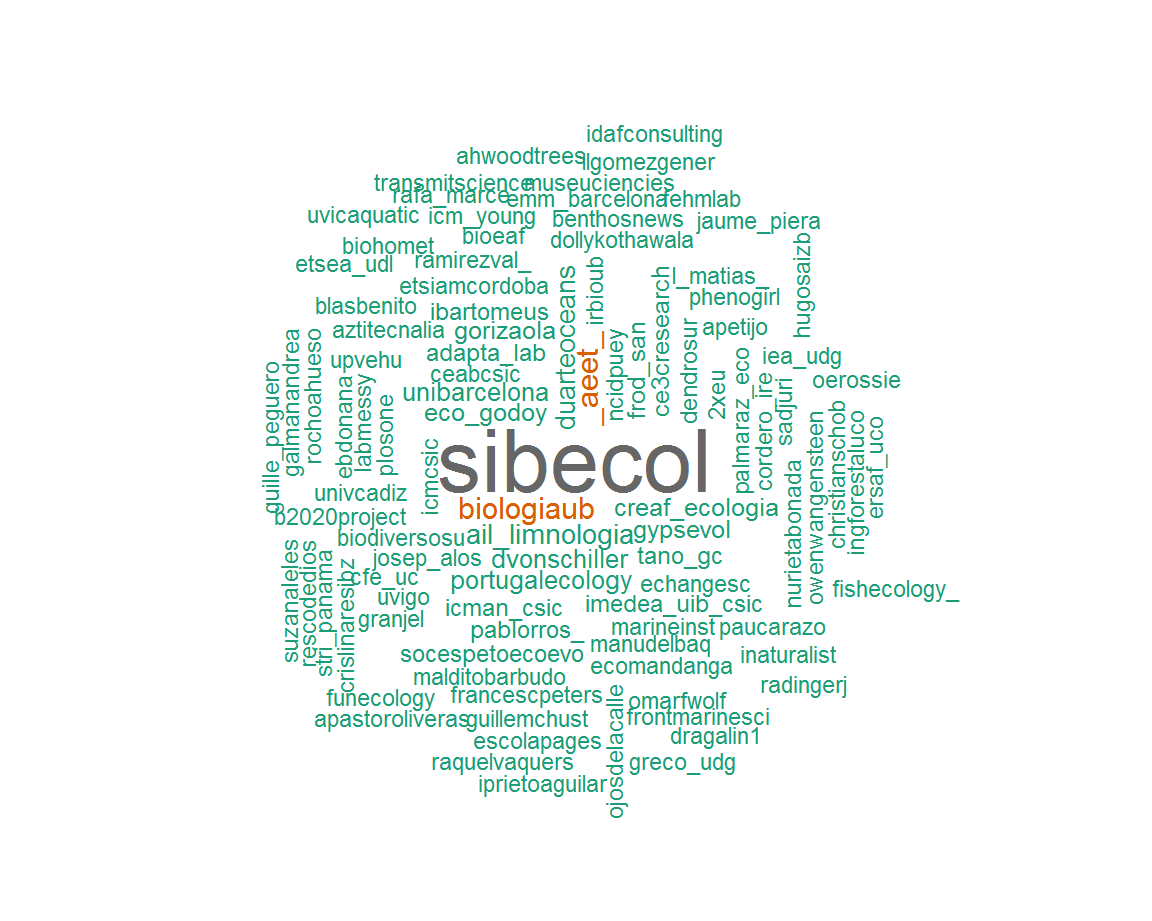 idafconsulting
ahwoodtrees
llgomezgener
transmitscience
museuciencies
rafa_marce
emm_barcelona
fehmlab
uvicaquatic
icm_young
benthosnews
jaume_piera
bioeaf
dollykothawala
biohomet
hugosaizb
etsea_udl
ramirezval_
irbioub
duarteoceans
l_matias_
ce3cresearch
etsiamcordoba
phenogirl
blasbenito
ibartomeus
dendrosur
aztitecnalia
gorizaola
apetijo
frod_san
ncidpuey
_aeet_
galmanandrea
rochoahueso
upvehu
adapta_lab
iea_udg
guille_peguero
ceabcsic
2xeu
palmaraz_eco
cordero_ire
sadjuri
oerossie
ebdonana
labmessy
plosone
unibarcelona
eco_godoy
christianschob
owenwangensteen
ingforestaluco
ersaf_uco
sibecol
icmcsic
nurietabonada
univcadiz
biologiaub
creaf_ecologia
b2020project
gypsevol
biodiversosu
ail_limnologia
suzanaleles
rescodedios
stri_panama
crislinaresibz
josep_alos
dvonschiller
tano_gc
cfe_uc
portugalecology
echangesc
fishecology_
uvigo
icman_csic
imedea_uib_csic
granjel
pablorros_
marineinst
paucarazo
manudelbaq
socespetoecoevo
inaturalist
ecomandanga
malditobarbudo
radingerj
funecology
francescpeters
omarfwolf
ojosdelacalle
apastoroliveras
guillemchust
frontmarinesci
escolapages
dragalin1
raquelvaquers
greco_udg
iprietoaguilar